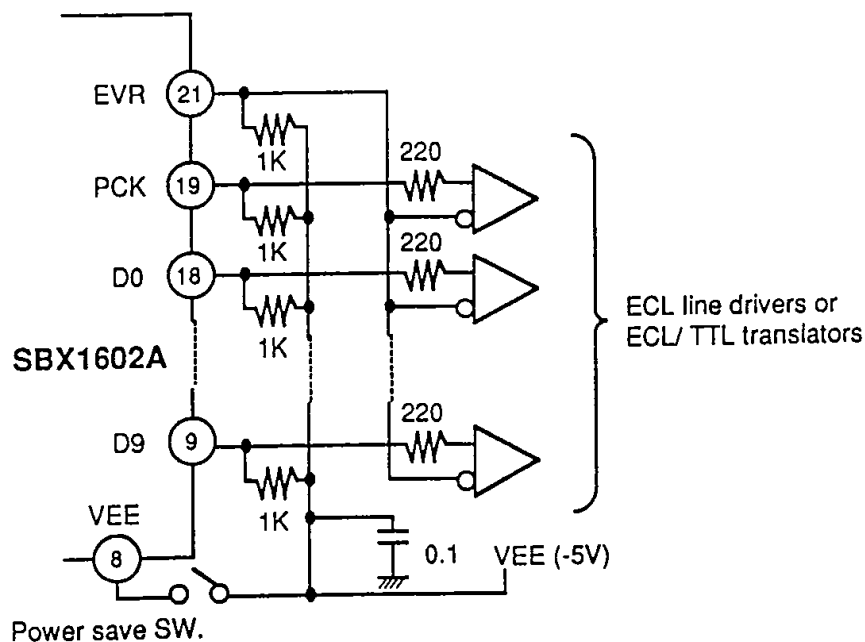 EVR 21
1K
220
PCK 19
1K
220
D0 18
1K
ECL line drivers or
ECL/ TTL translators
SBX1602A
220
D9 9
1K
VEE
8
0.1
VEE (-5V)
Power save SW.